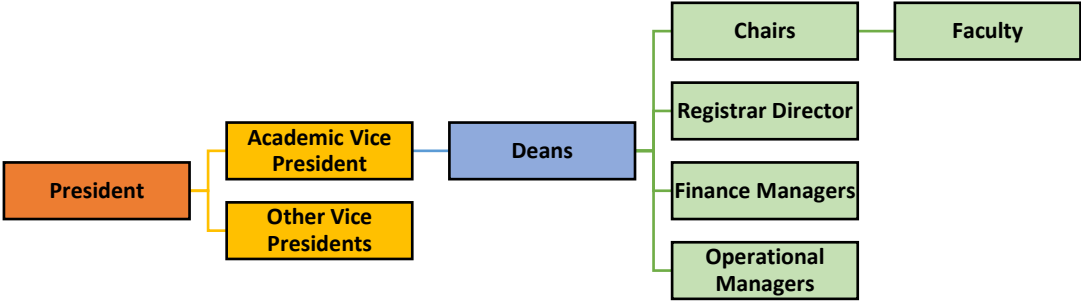 President
Academic Vice
President
Other Vice
Presidents
Deans
Chairs
Faculty
Registrar Director
Finance Managers
Operational
Managers